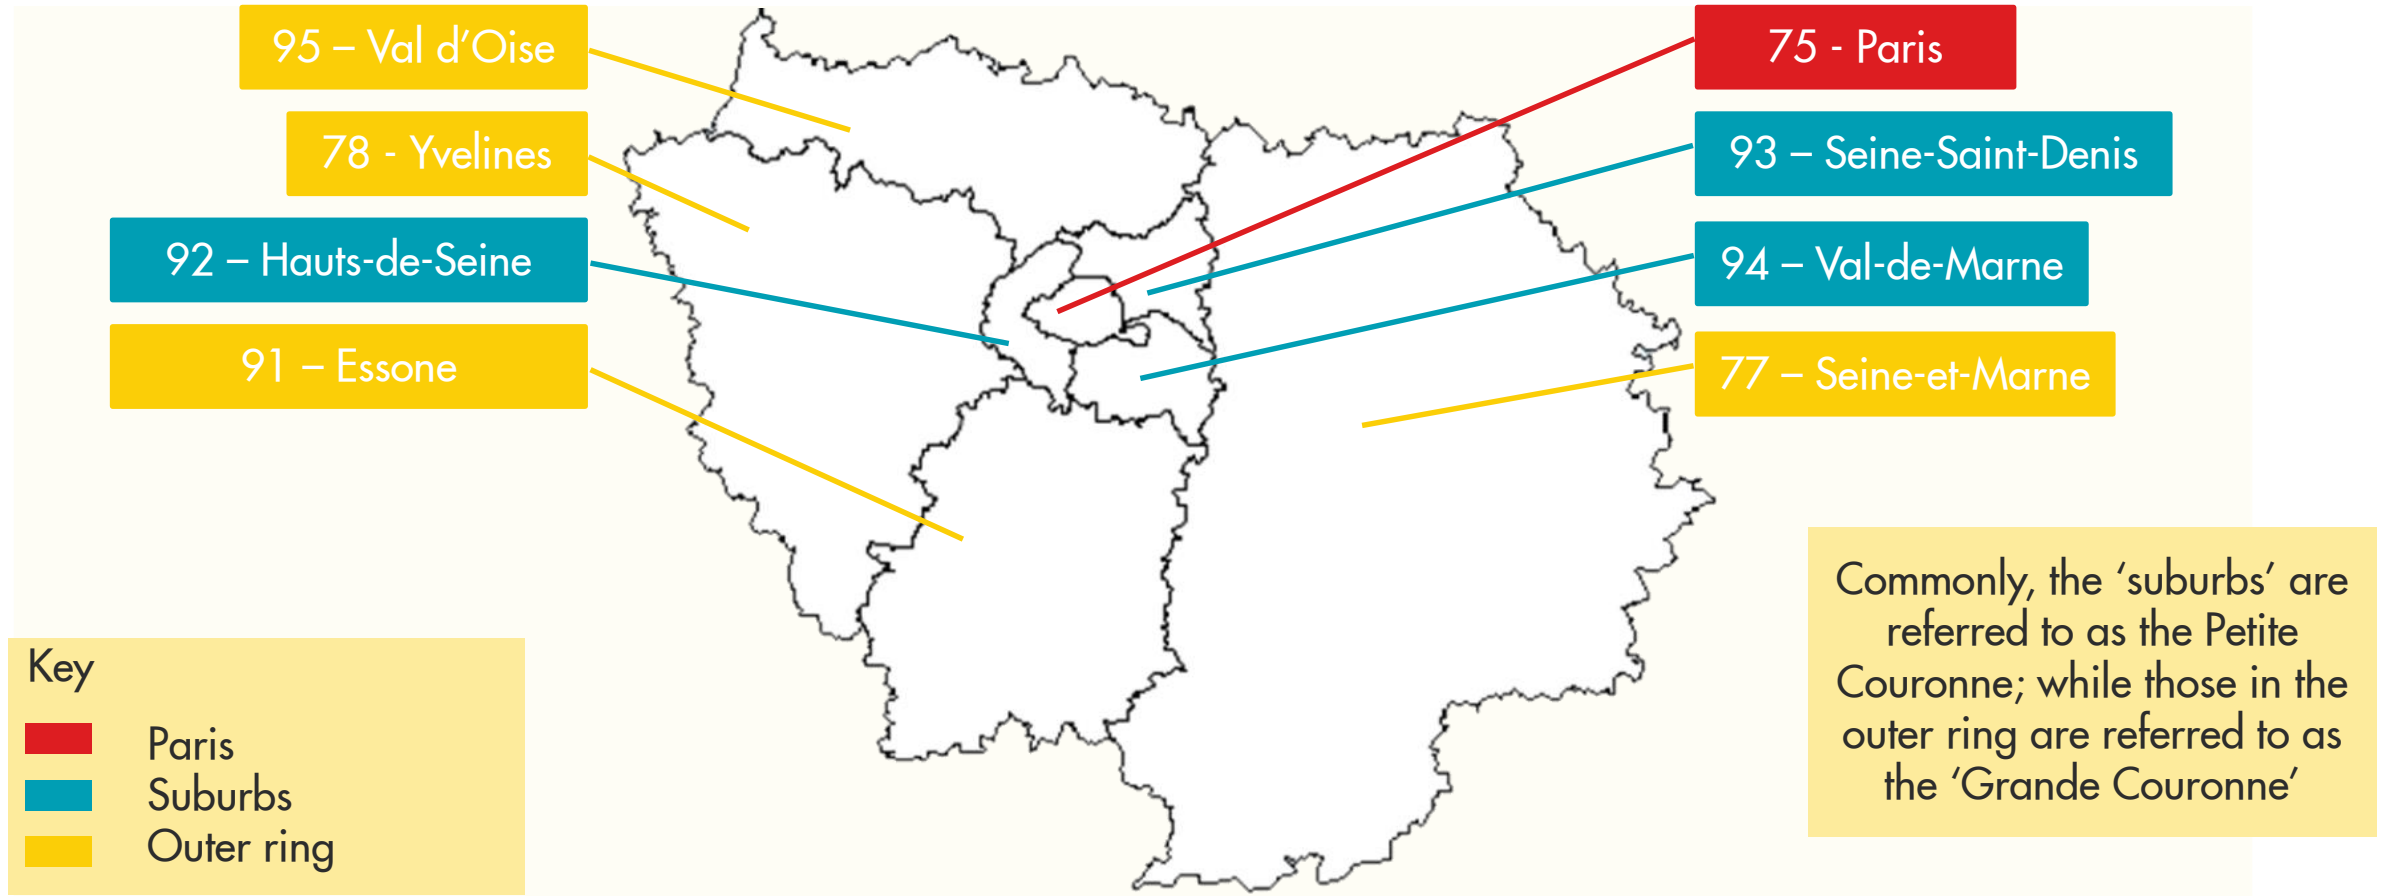 95 – Val d’Oise
78 - Yvelines
92 – Hauts-de-Seine
91 – Essone
75 - Paris
93 – Seine-Saint-Denis
94 – Val-de-Marne
77 – Seine-et-Marne
Key
Paris
Suburbs
Outer ring
Commonly, the ‘suburbs’ are
referred to as the Petite
Couronne; while those in the
outer ring are referred to as
the ‘Grande Couronne’